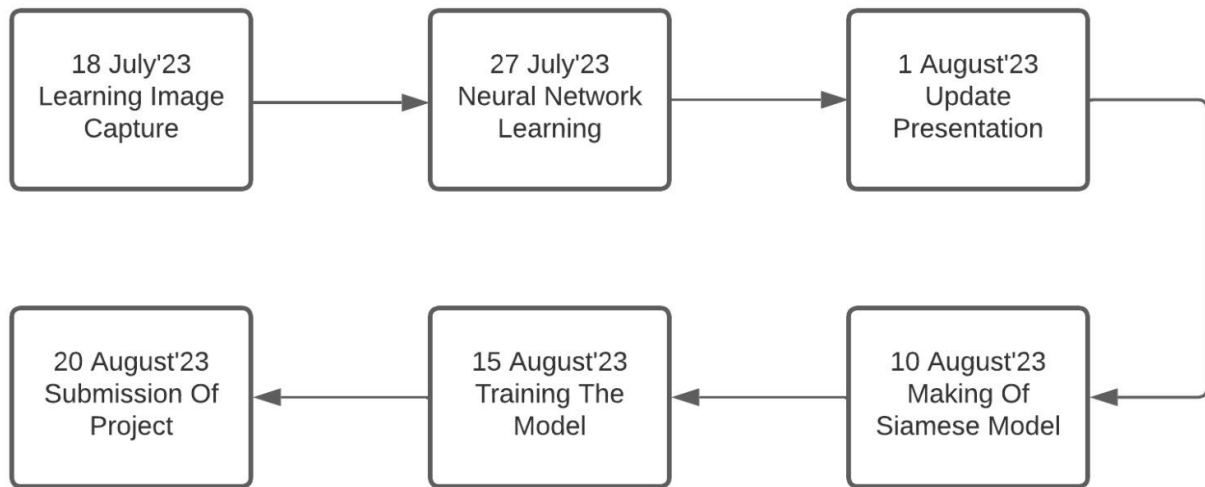 18 July'23
Learning Image
Capture
27 July'23
Neural Network
Learning
1 August'23
Update
Presentation
10 August'23
Making Of
Siamese Model
15 August'23
Training The
Model
20 August'23
Submission Of
Project